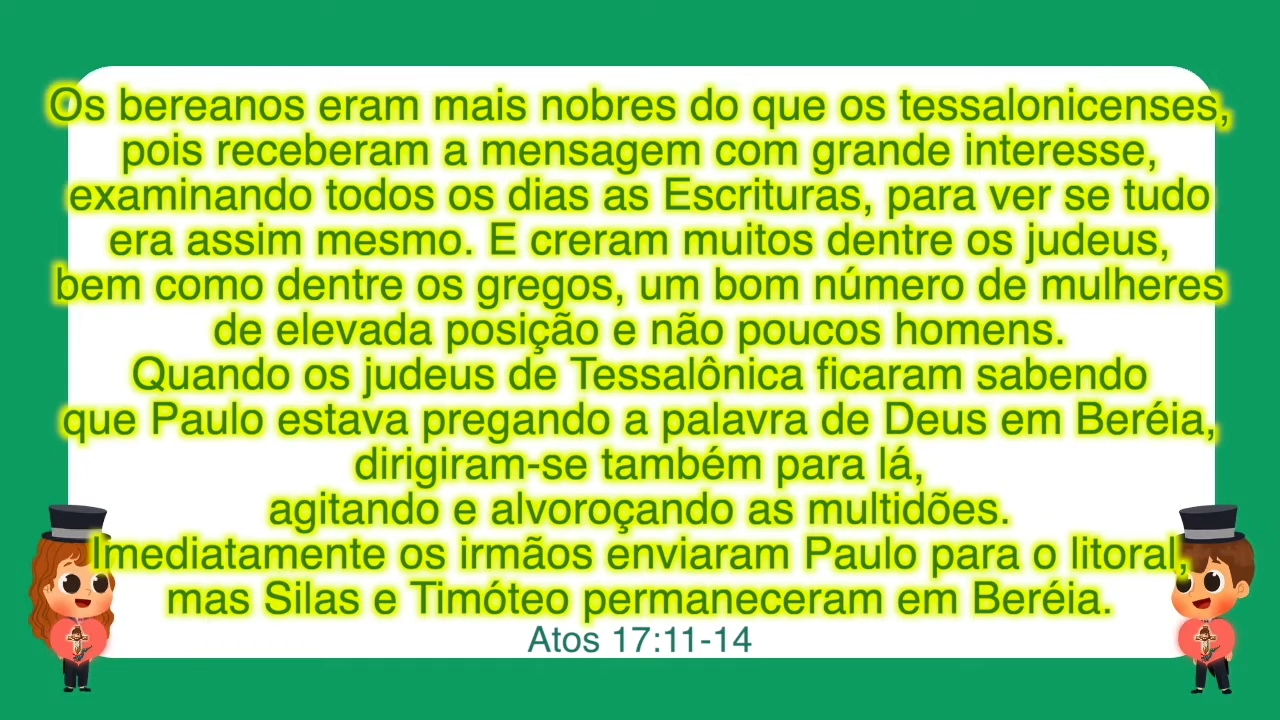 Os bereanos eram mais nobres do que os tessalonicenses,
pois receberam a mensagem com grande interesse,
examinando todos os dias as Escrituras, para ver se tudo
era assim mesmo. E creram muitos dentre os judeus,
bem como dentre os gregos, um bom número de mulheres
de elevada posição e não poucos homens.
Quando os judeus de Tessalônica ficaram sabendo
que Paulo estava pregando a palavra de Deus em Beréia,
dirigiram-se também para lá,
agitando e alvoroçando as multidões.
Imediatamente os irmãos enviaram Paulo para o litoral,
mas Silas e Timóteo permaneceram em Beréia.
Atos 17:11-14